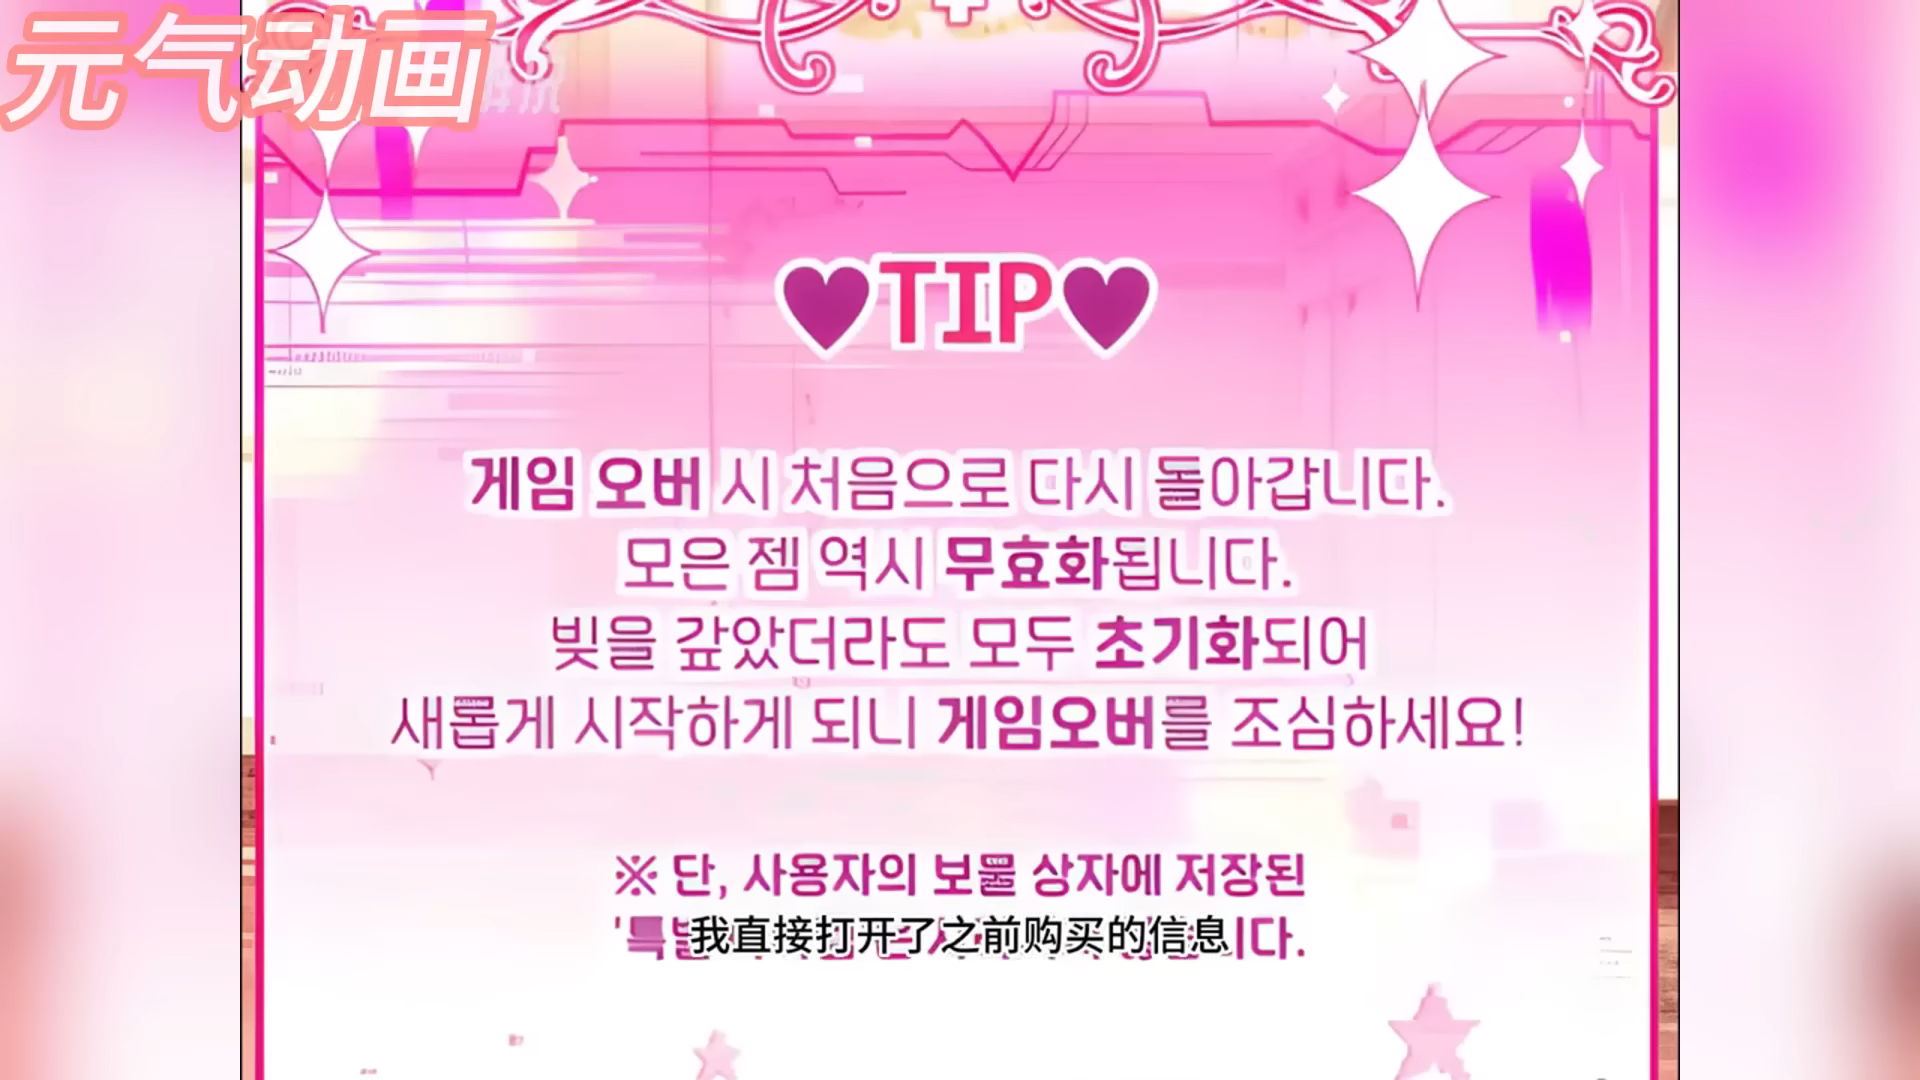 元气动画
♥TIP♥
게임 오버 시 처음으로 다시 돌아갑니다.
모은 젬 역시 무효화됩니다.
빚을 갚았더라도 모두 초기화되어
새롭게 시작하게 되니 게임오버를 조심하세요!
※ 단, 사용자의 보물 상자에 저장된
我直接打开了之前购买的信息